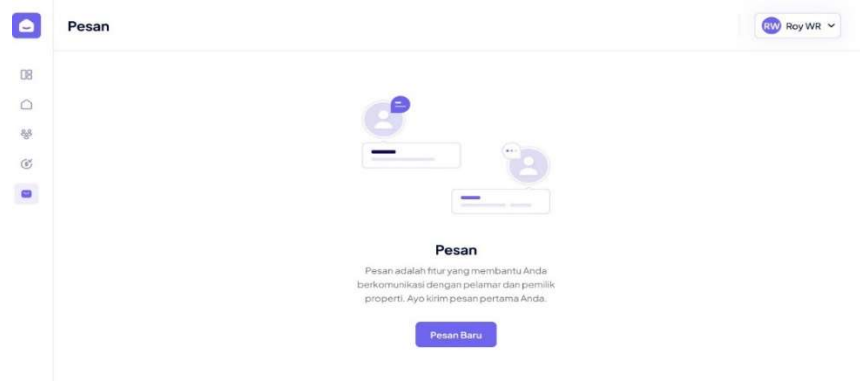 Pesan
RW Roy WR
Pesan
Pesan adalah fitur yang membantu Anda
berkomunikasi dengan pelamar dan pemilik
properti. Ayo kirim pesan pertama Anda.
Pesan Baru